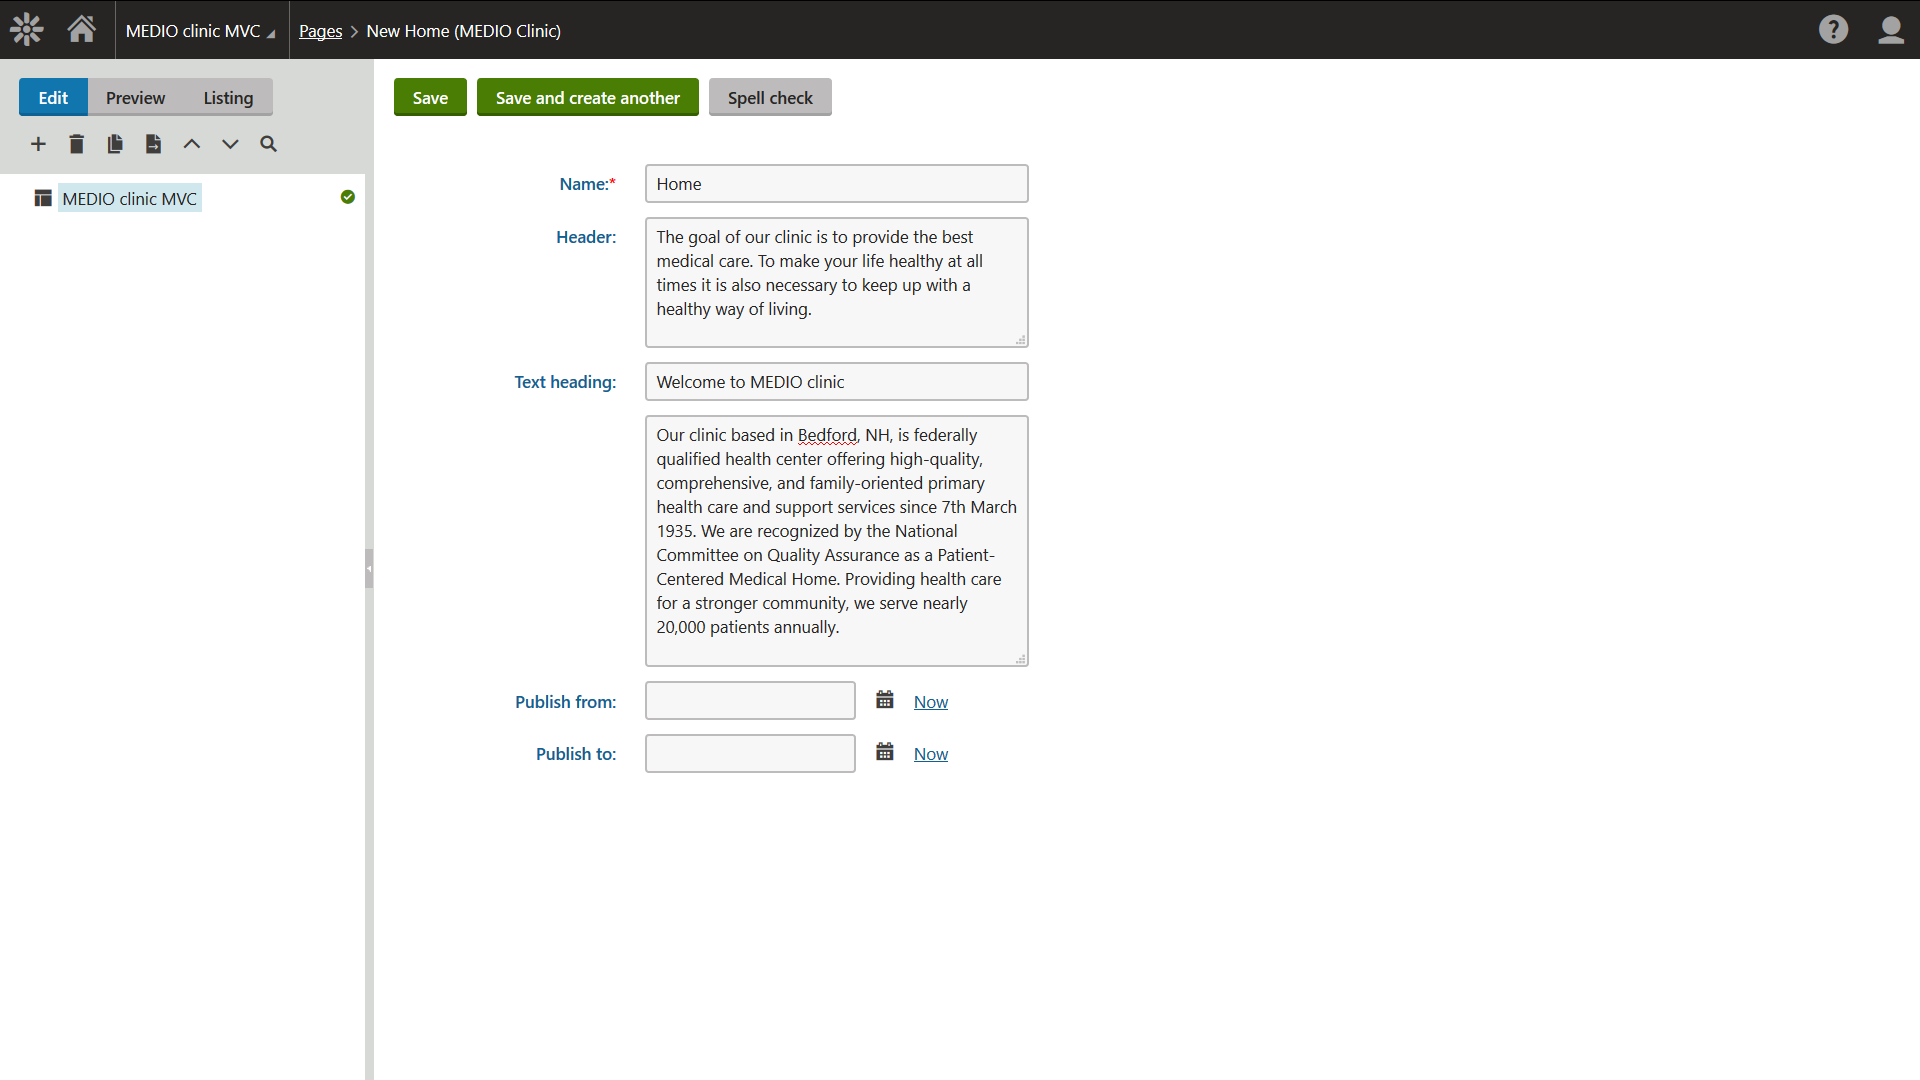 MEDIO clinic MVC
Pages > New Home (MEDIO Clinic)
?
Edit
Preview
Listing
Save
Save and create another
Spell check
MEDIO clinic MVC
Name:*
Home
Header:
The goal of our clinic is to provide the best
medical care. To make your life healthy at all
times it is also necessary to keep up with a
healthy way of living.
Text heading:
Welcome to MEDIO clinic
Our clinic based in Bedford, NH, is federally
qualified health center offering high-quality,
comprehensive, and family-oriented primary
health care and support services since 7th March
1935. We are recognized by the National
Committee on Quality Assurance as a Patient-
Centered Medical Home. Providing health care
for a stronger community, we serve nearly
20,000 patients annually.
Publish from:
Now
Publish to:
Now